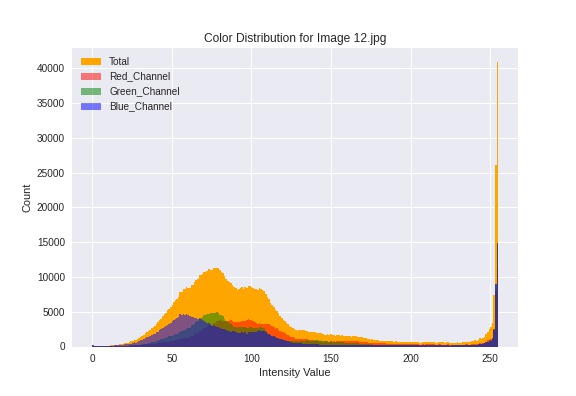 Color Distribution for Image 12.jpg
Total
Red_Channel
Green_Channel
Blue_Channel
40000
35000
30000
25000
20000
15000
10000
5000
0
Count
0 50 100 150 200 250
Intensity Value